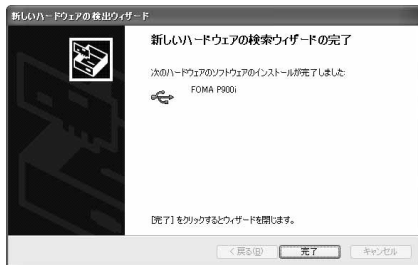 新しいハードウェアの検出ウィザード
新しいハードウェアの検索ウィザードの完了
次のハードウェアのソフトウェアのインストールが完了しました:
FOMA P900i
[完了] をクリックするとウィザードを閉じます。
< 戻る(B) 完了 キャンセル